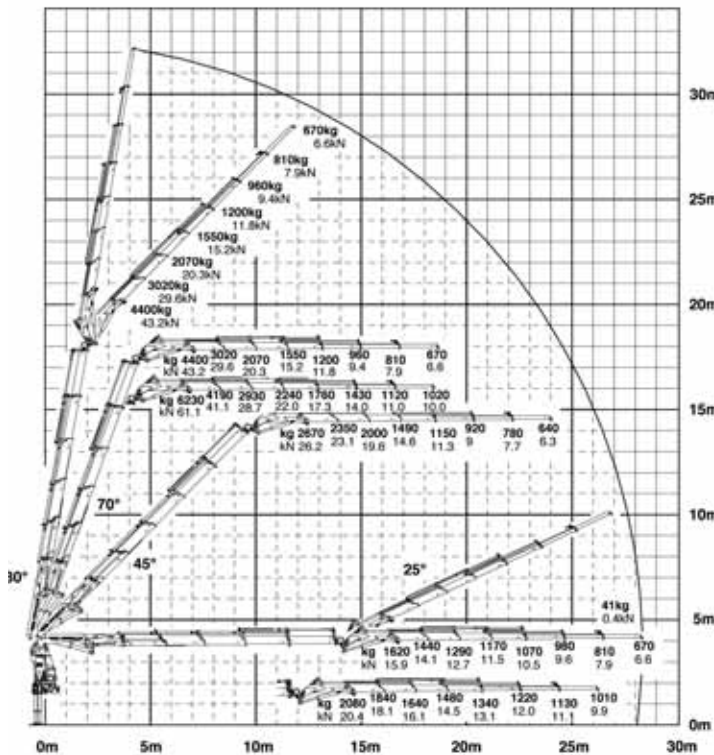 30m
670kg
6.6kN
810kg
7.9kN
960kg
9.4kN
25m
1200kg
11.8kN
1550kg
15.2kN
2070kg
20.3kN
3020kg
29.6kN
20m
4400kg
43.2kN
kg 4400 3020 2070 1550 1200 960 810 670
kN 43.2 29.6 20.3 15.2 11.8 9.4 7.9 6.6
kg 6230 4190 2930 2240 1760 1430 1120 1020
kN 61.1 41.1 28.7 22.0 17.3 14.0 11.0 10.0
15m
kg 2670 2350 2000 1490 1150 920 780 640
kN 26.2 23.1 19.6 14.6 11.3 9 7.7 6.3
70°
10m
45°
25°
30°
41kg
0.4kN
5m
kg 1620 1440 1290 1170 1070 980 810 670
kN 15.9 14.1 12.7 11.5 10.5 9.6 7.9 6.6
kg 2080 1840 1640 1480 1340 1220 1130 1010
kN 20.4 18.1 16.1 14.5 13.1 12.0 11.1 9.9
0m
0m 5m 10m 15m 20m 25m 30m